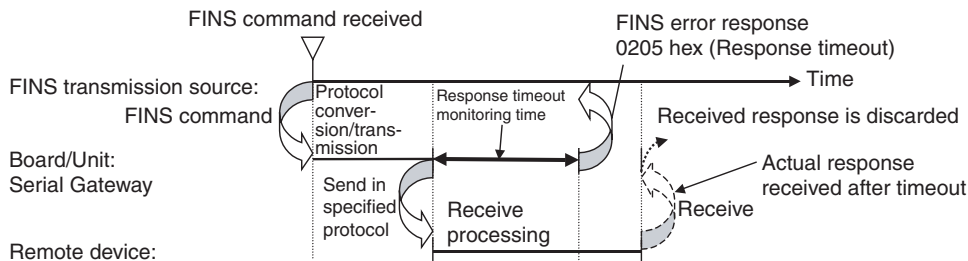 FINS command received
FINS error response
0205 hex (Response timeout)
Time
FINS transmission source:
FINS command
Protocol
conver-
sion/trans-
mission
Response timeout
monitoring time
Received response is discarded
Board/Unit:
Serial Gateway
Actual response
received after timeout
Send in
specified
protocol
Receive
processing
Receive
Remote device: